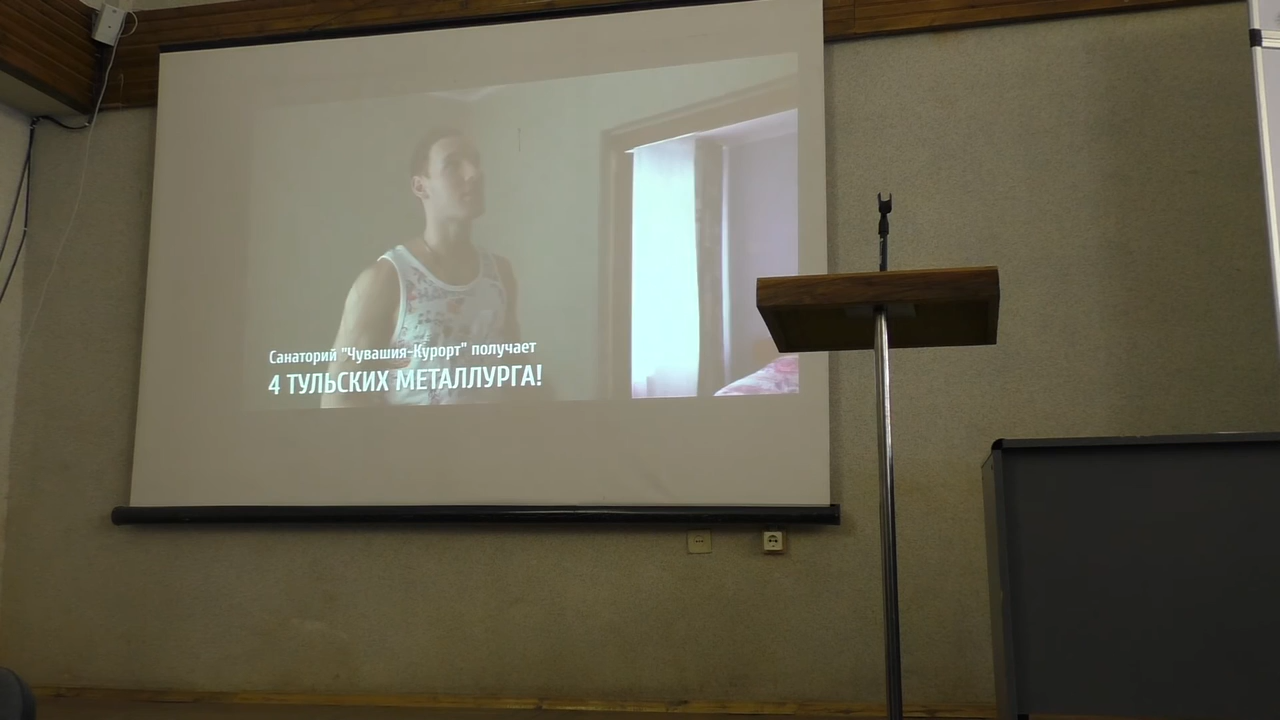 Санаторий "Чувашия-Курорт" получает
4 ТУЛЬСКИХ МЕТАЛЛУРГА!